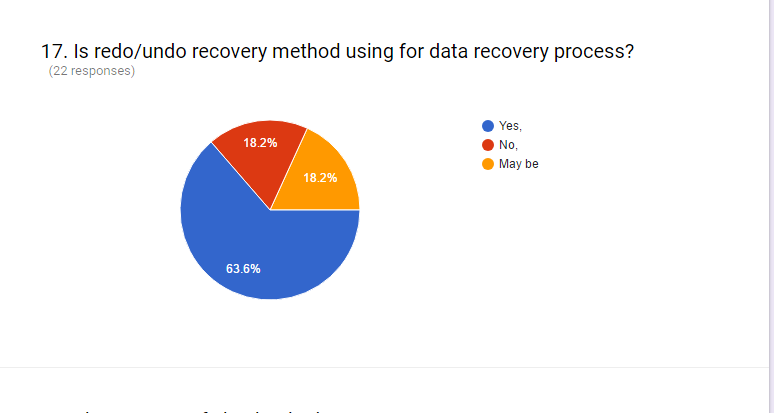 17. Is redo/undo recovery method using for data recovery process?
(22 responses)
Yes,
No,
May be
18.2%
18.2%
63.6%